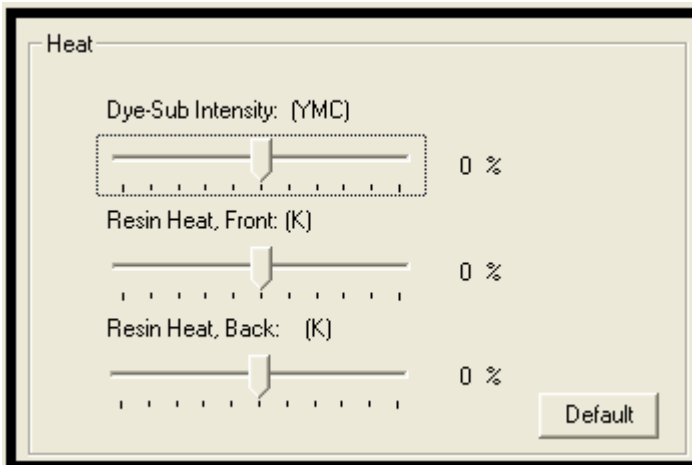 Heat
Dye-Sub Intensity: (YMC)
0 %
Resin Heat, Front: (K)
0 %
Resin Heat, Back: (K)
0 %
Default